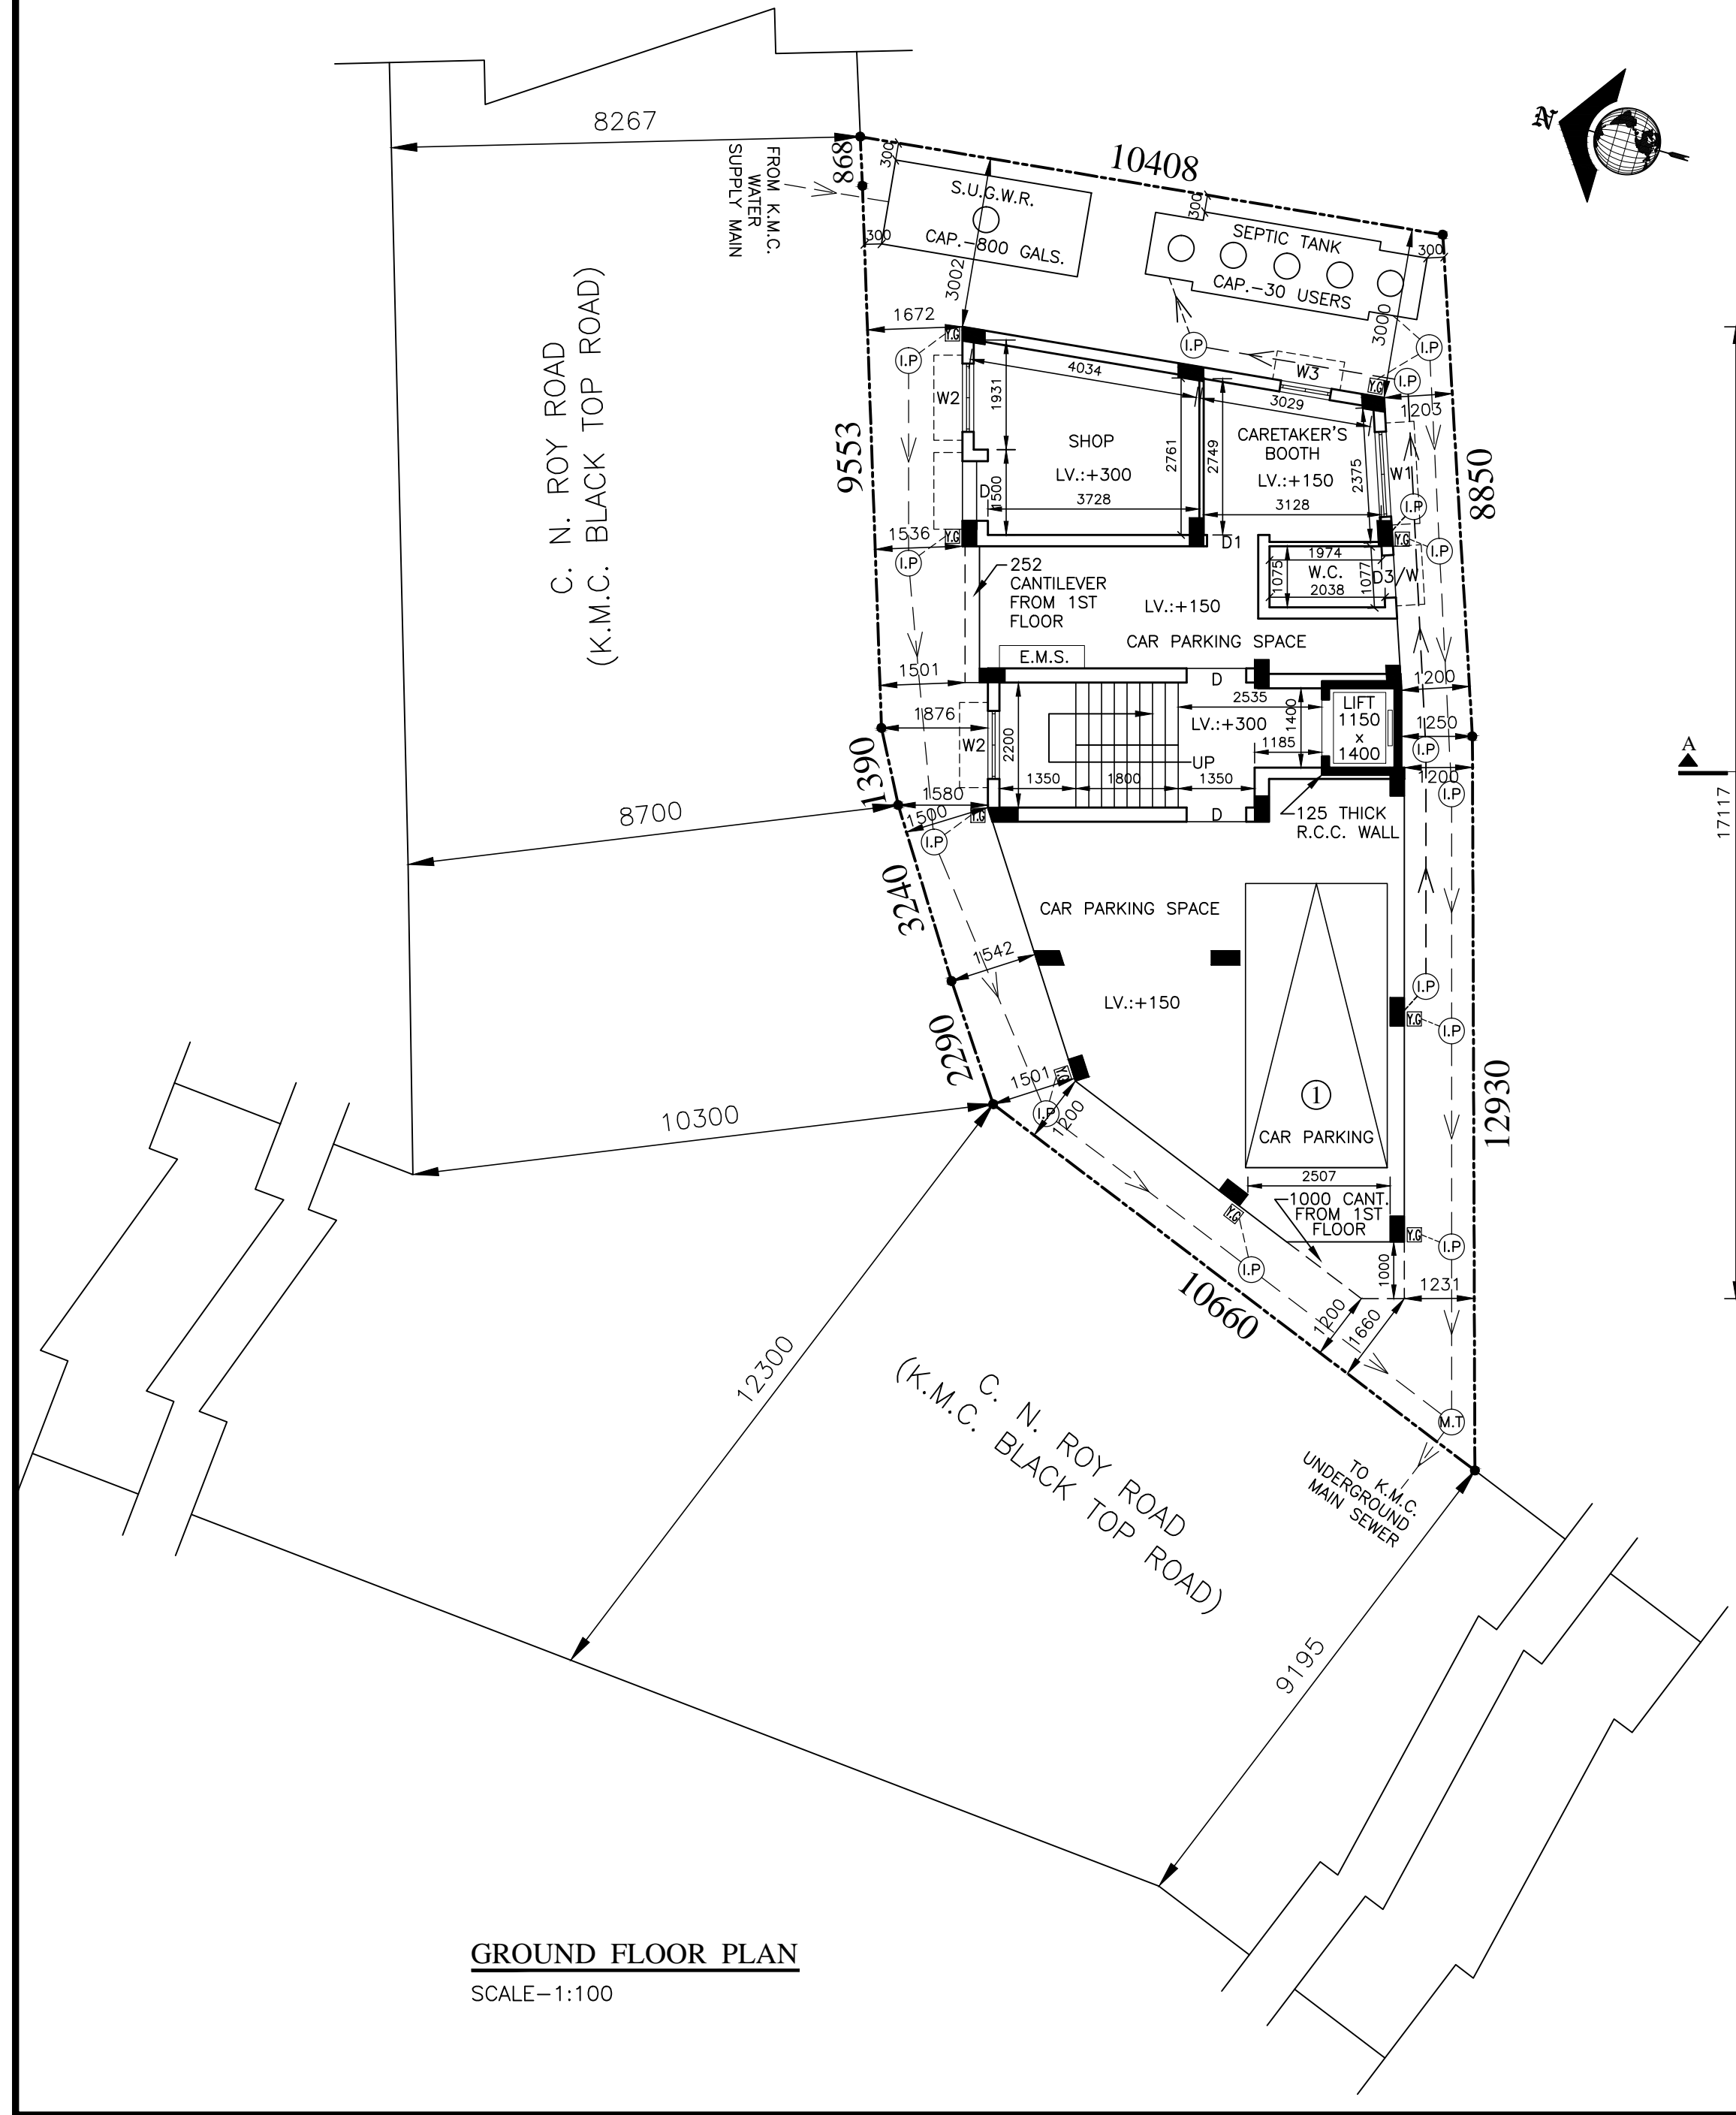 8267
868
FROM K.M.C.
WATER
SUPPLY MAIN
300
10408
N
S.U.G.W.R.
CAP.-800 GALS.
300
3002
300
SEPTIC TANK
CAP.-30 USERS
300
3000
C. N. ROY ROAD
(K.M.C. BLACK TOP ROAD)
1672
Y.G
I.P
I.P
I.P
I.P
W3
Y.G
4034
3029
1203
W2
1931
SHOP
LV.:+300
3728
2761
2749
CARETAKER'S
BOOTH
LV.:+150
3128
2375
W1
9553
8850
D
1500
I.P
1536
Y.G
I.P
D1
Y.G
I.P
252
CANTILEVER
FROM 1ST
FLOOR
1974
W.C.
2038
1075
1077
D3/W
LV.:+150
CAR PARKING SPACE
E.M.S.
1501
D
2535
1200
LIFT
1150
x
1400
1876
W2
2200
LV.:+300
1400
1185
1250
I.P
UP
1350
1800
1350
1200
I.P
A
17117
1390
1580
1500
Y.G
I.P
D
125 THICK
R.C.C. WALL
8700
3240
CAR PARKING SPACE
1542
LV.:+150
I.P
Y.G
I.P
2290
1501
Y.G
I.P
1200
1
CAR PARKING
12930
10300
2507
1000 CANT.
FROM 1ST
FLOOR
Y.G
I.P
Y.G
I.P
1000
1231
10660
1200
1660
12300
C. N. ROY ROAD
(K.M.C. BLACK TOP ROAD)
M.T
TO K.M.C.
UNDERGROUND
MAIN SEWER
9195
GROUND FLOOR PLAN
SCALE-1:100